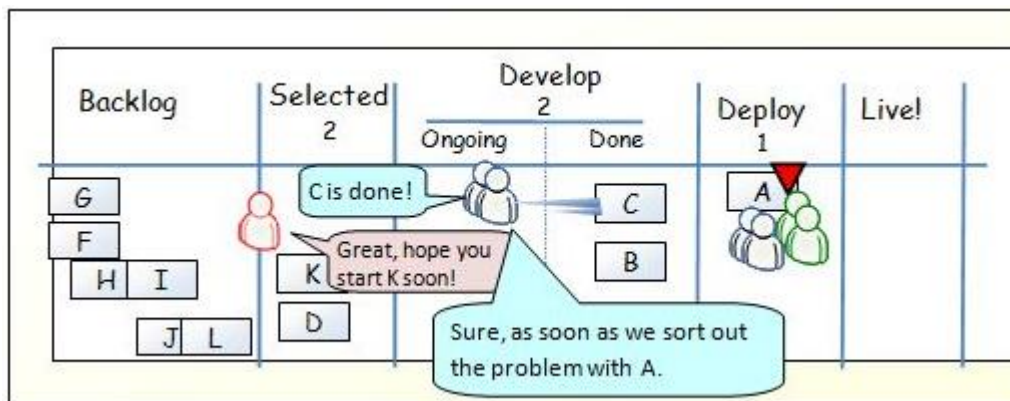 Backlog
Selected
2
Develop
2
Ongoing
Done
Deploy
1
Live!
G
F
H
I
J
L
C is done!
Great, hope you
start K soon!
K
D
C
B
A
Sure, as soon as we sort out
the problem with A.